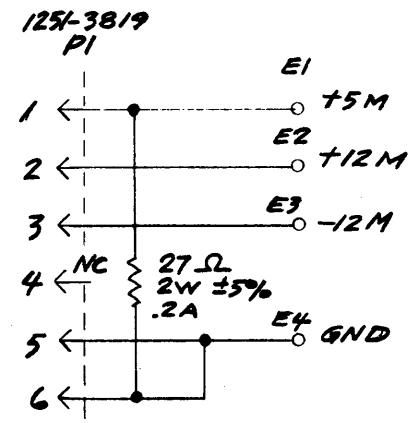 1251-3819
P1
E1
1 +5M
E2
2 +12M
E3
3 -12M
4 NC
27 Ω
2W ±5%
.2A
E4
5 GND
6